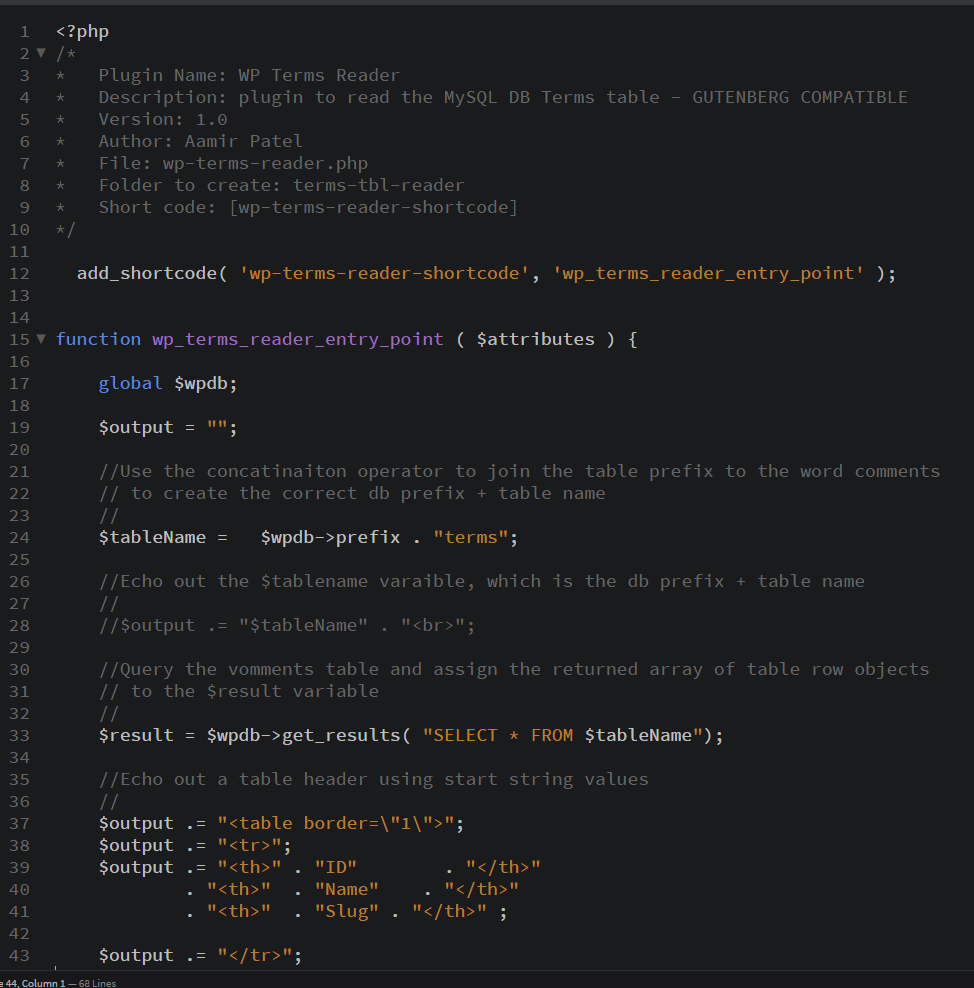 1 <?php
2 /*
3 *   Plugin Name: WP Terms Reader
4 *   Description: plugin to read the MySQL DB Terms table - GUTENBERG COMPATIBLE
5 *   Version: 1.0
6 *   Author: Aamir Patel
7 *   File: wp-terms-reader.php
8 *   Folder to create: terms-tbl-reader
9 *   Short code: [wp-terms-reader-shortcode]
10 */
11
12   add_shortcode( 'wp-terms-reader-shortcode', 'wp_terms_reader_entry_point' );
13
14
15 function wp_terms_reader_entry_point ( $attributes ) {
16
17     global $wpdb;
18
19     $output = "";
20
21     //Use the concatinaiton operator to join the table prefix to the word comments
22     // to create the correct db prefix + table name
23     //
24     $tableName =   $wpdb->prefix . "terms";
25
26     //Echo out the $tablename varaible, which is the db prefix + table name
27     //
28     //$output .= "$tableName" . "<br>";
29
30     //Query the vomments table and assign the returned array of table row objects
31     // to the $result variable
32     //
33     $result = $wpdb->get_results( "SELECT * FROM $tableName");
34
35     //Echo out a table header using start string values
36     //
37     $output .= "<table border=\"1\">";
38     $output .= "<tr>";
39     $output .= "<th>" . "ID"        . "</th>"
40             . "<th>"  . "Name"    . "</th>"
41             . "<th>"  . "Slug" . "</th>" ;
42
43     $output .= "</tr>";
44, Column 1 — 68 Lines